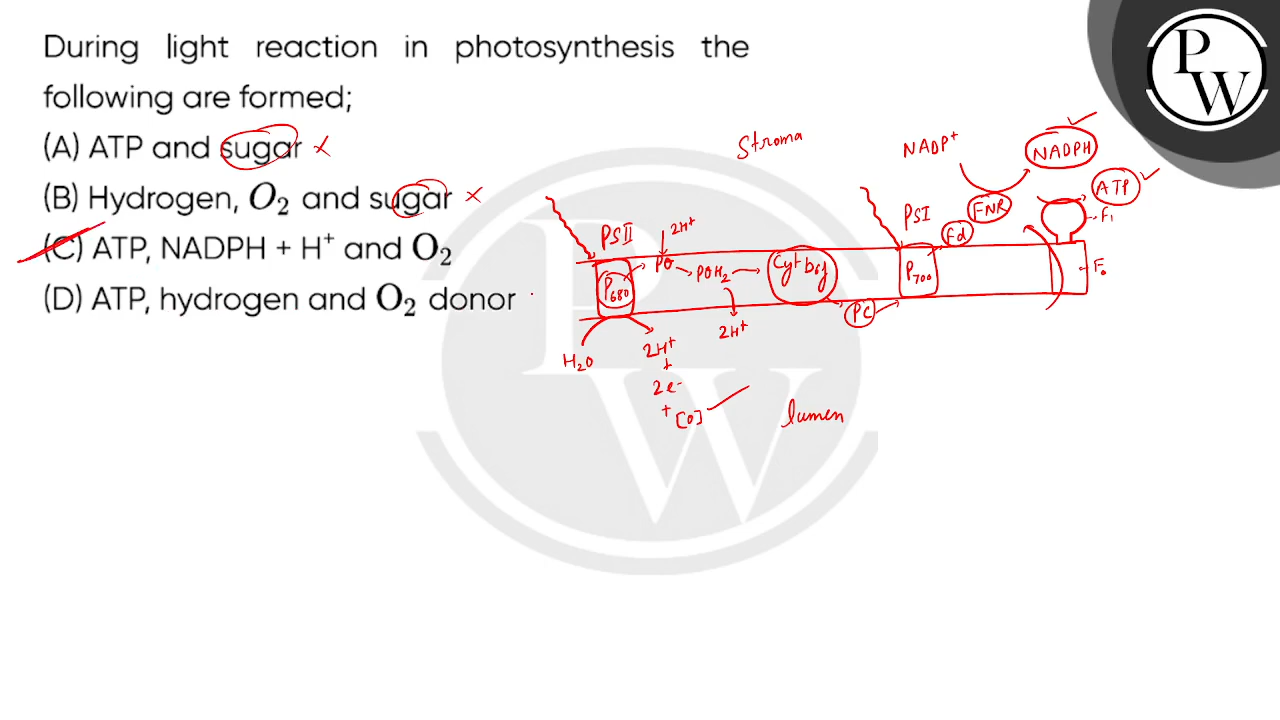 During light reaction in photosynthesis the
following are formed;
(A) ATP and sugar ×
(B) Hydrogen, O₂ and sugar ×
(C) ATP, NADPH + H⁺ and O₂
(D) ATP, hydrogen and O₂ donor
P
W
Stroma
NADP⁺
NADPH
ATP
FNR
F₁
PSII
2H⁺
PSI
Fd
P680
PQ
PQH₂
Cyt b6f
P700
F₀
PC
2H⁺
H₂O
2H⁺
+
2e⁻
+ [O]
lumen
P
W